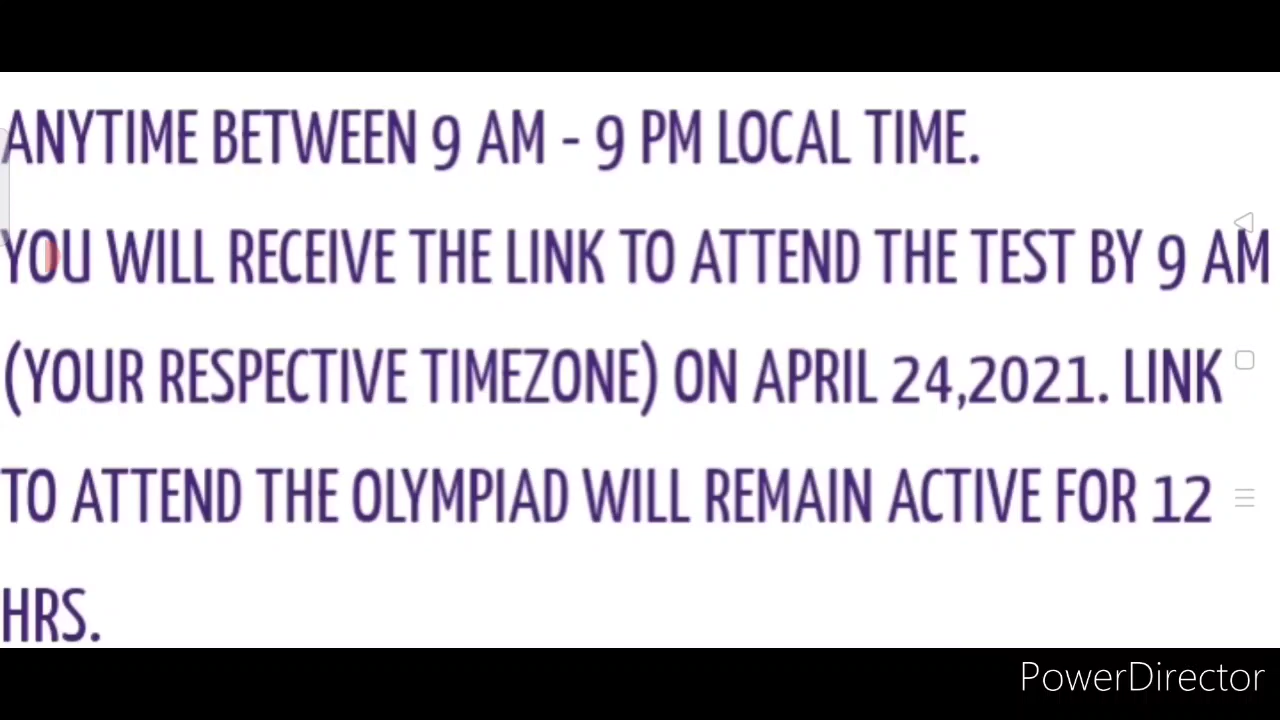 ANYTIME BETWEEN 9 AM - 9 PM LOCAL TIME.
YOU WILL RECEIVE THE LINK TO ATTEND THE TEST BY 9 AM
(YOUR RESPECTIVE TIMEZONE) ON APRIL 24,2021. LINK
TO ATTEND THE OLYMPIAD WILL REMAIN ACTIVE FOR 12
HRS.
PowerDirector